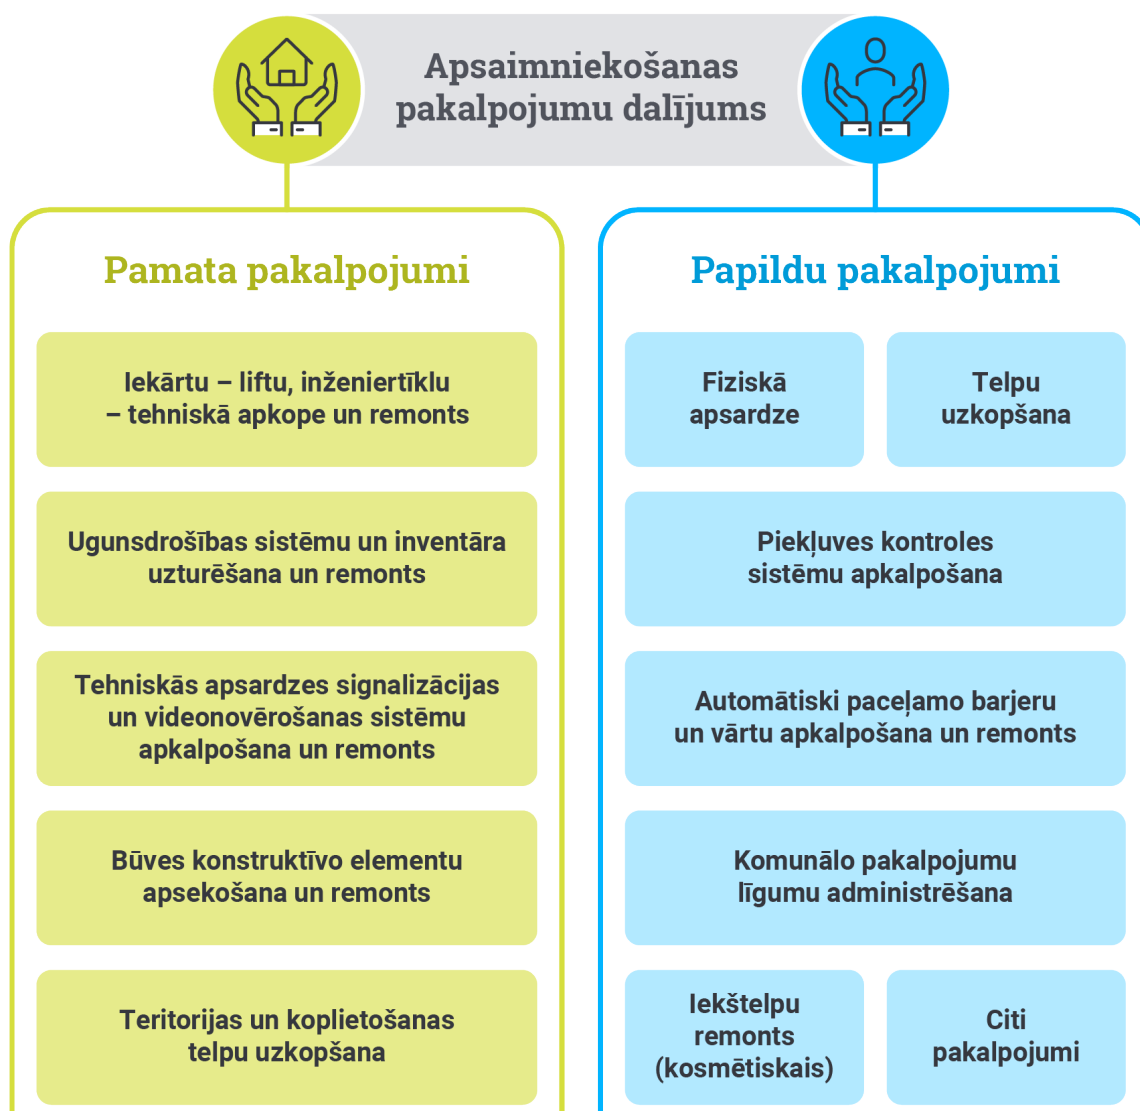 Apsaimniekošanas
pakalpojumu dalījums
Pamata pakalpojumi
Iekārtu – liftu, inženiertīklu
– tehniskā apkope un remonts
Ugunsdrošības sistēmu un inventāra
uzturēšana un remonts
Tehniskās apsardzes signalizācijas
un videonovērošanas sistēmu
apkalpošana un remonts
Būves konstruktīvo elementu
apsekošana un remonts
Teritorijas un koplietošanas
telpu uzkopšana
Papildu pakalpojumi
Fiziskā
apsardze
Telpu
uzkopšana
Piekļuves kontroles
sistēmu apkalpošana
Automātiski paceļamo barjeru
un vārtu apkalpošana un remonts
Komunālo pakalpojumu
līgumu administrēšana
Iekštelpu
remonts
(kosmētiskais)
Citi
pakalpojumi